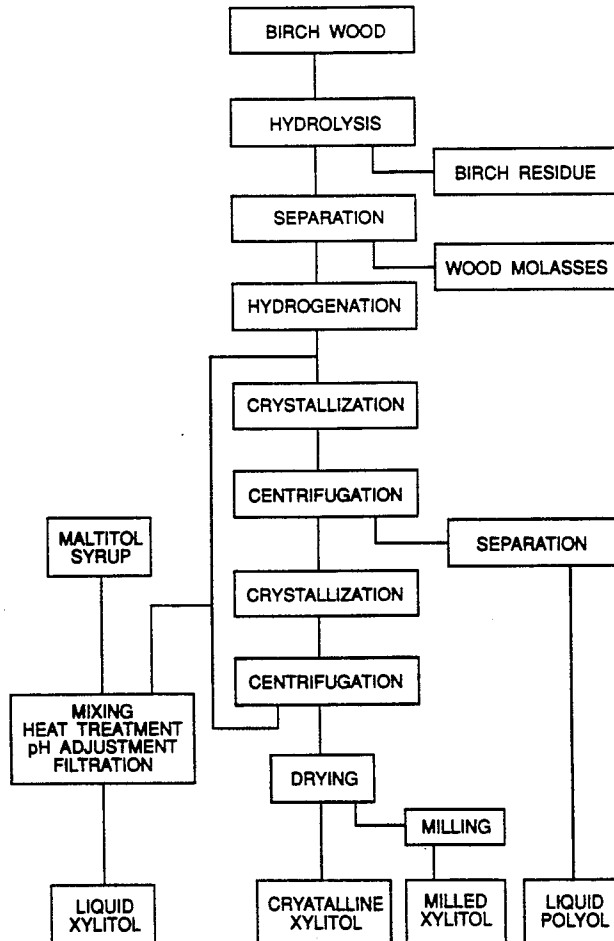 BIRCH WOOD
HYDROLYSIS
BIRCH RESIDUE
SEPARATION
WOOD MOLASSES
HYDROGENATION
CRYSTALLIZATION
CENTRIFUGATION
MALTITOL
SYRUP
SEPARATION
CRYSTALLIZATION
CENTRIFUGATION
MIXING
HEAT TREATMENT
pH ADJUSTMENT
FILTRATION
DRYING
MILLING
LIQUID
XYLITOL
CRYATALLINE
XYLITOL
MILLED
XYLITOL
LIQUID
POLYOL